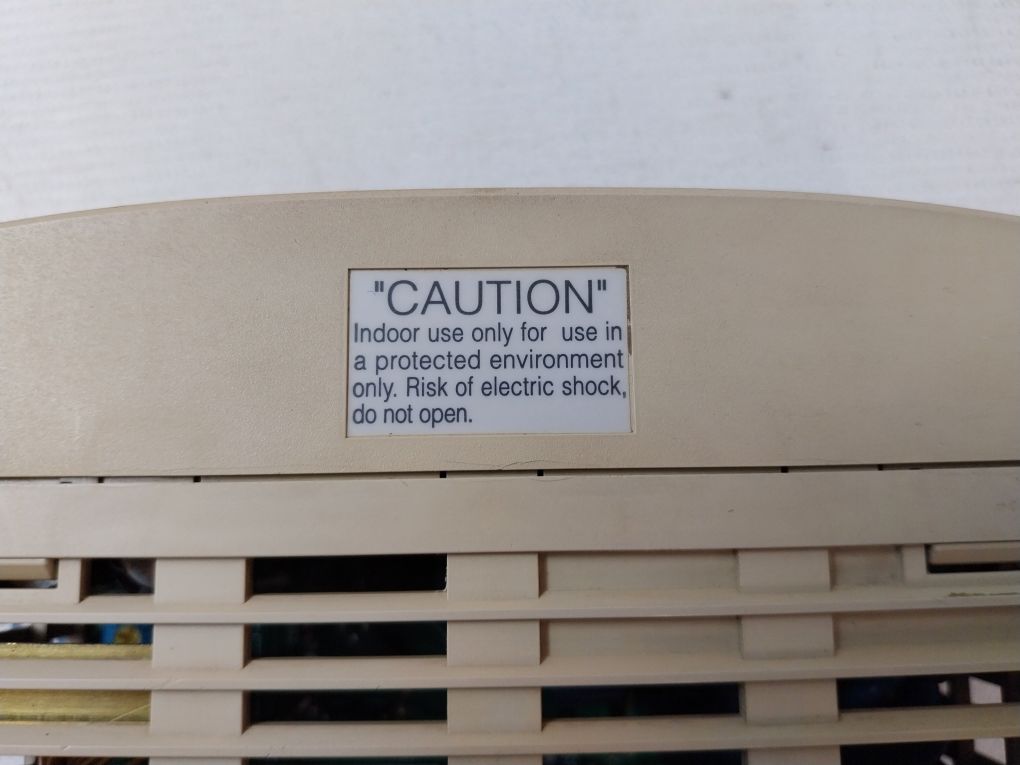 "CAUTION"
Indoor use only for use in
a protected environment
only. Risk of electric shock,
do not open.